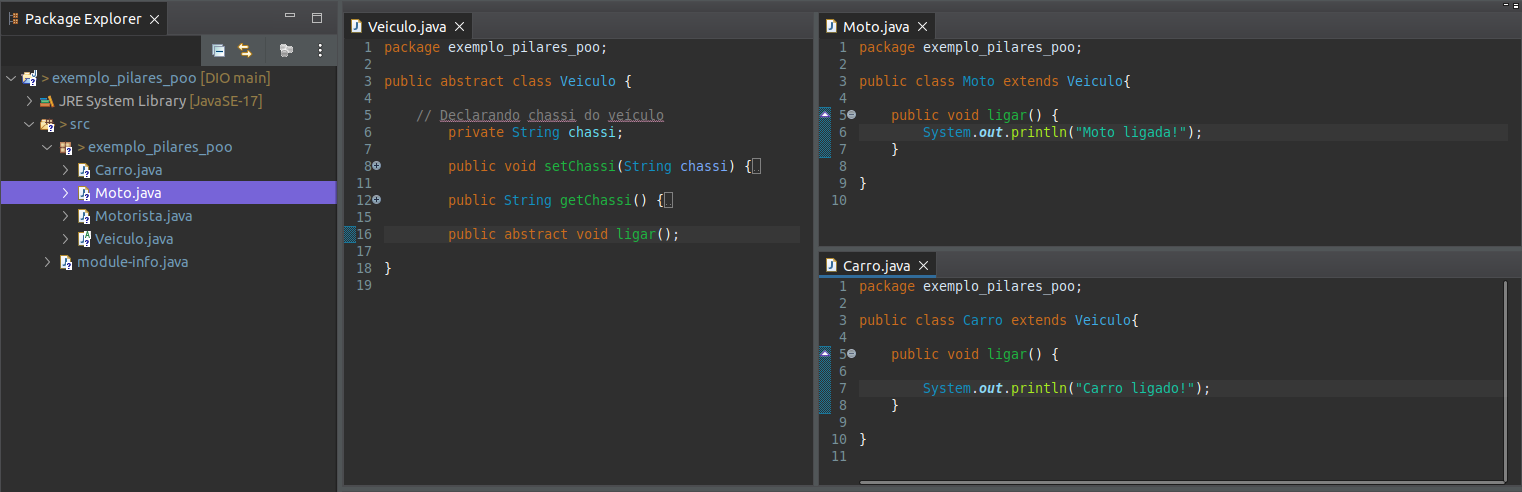 Package Explorer
> exemplo_pilares_poo [DIO main]
JRE System Library [JavaSE-17]
> src
> exemplo_pilares_poo
Carro.java
Moto.java
Motorista.java
Veiculo.java
module-info.java
Veiculo.java
1 package exemplo_pilares_poo;
2
3 public abstract class Veiculo {
4
5 // Declarando chassi do veículo
6 private String chassi;
7
8 public void setChassi(String chassi) {
11
12 public String getChassi() {
15
16 public abstract void ligar();
17
18 }
19
Moto.java
1 package exemplo_pilares_poo;
2
3 public class Moto extends Veiculo{
4
5 public void ligar() {
6 System.out.println("Moto ligada!");
7 }
8
9 }
10
Carro.java
1 package exemplo_pilares_poo;
2
3 public class Carro extends Veiculo{
4
5 public void ligar() {
6
7 System.out.println("Carro ligado!");
8 }
9
10 }
11